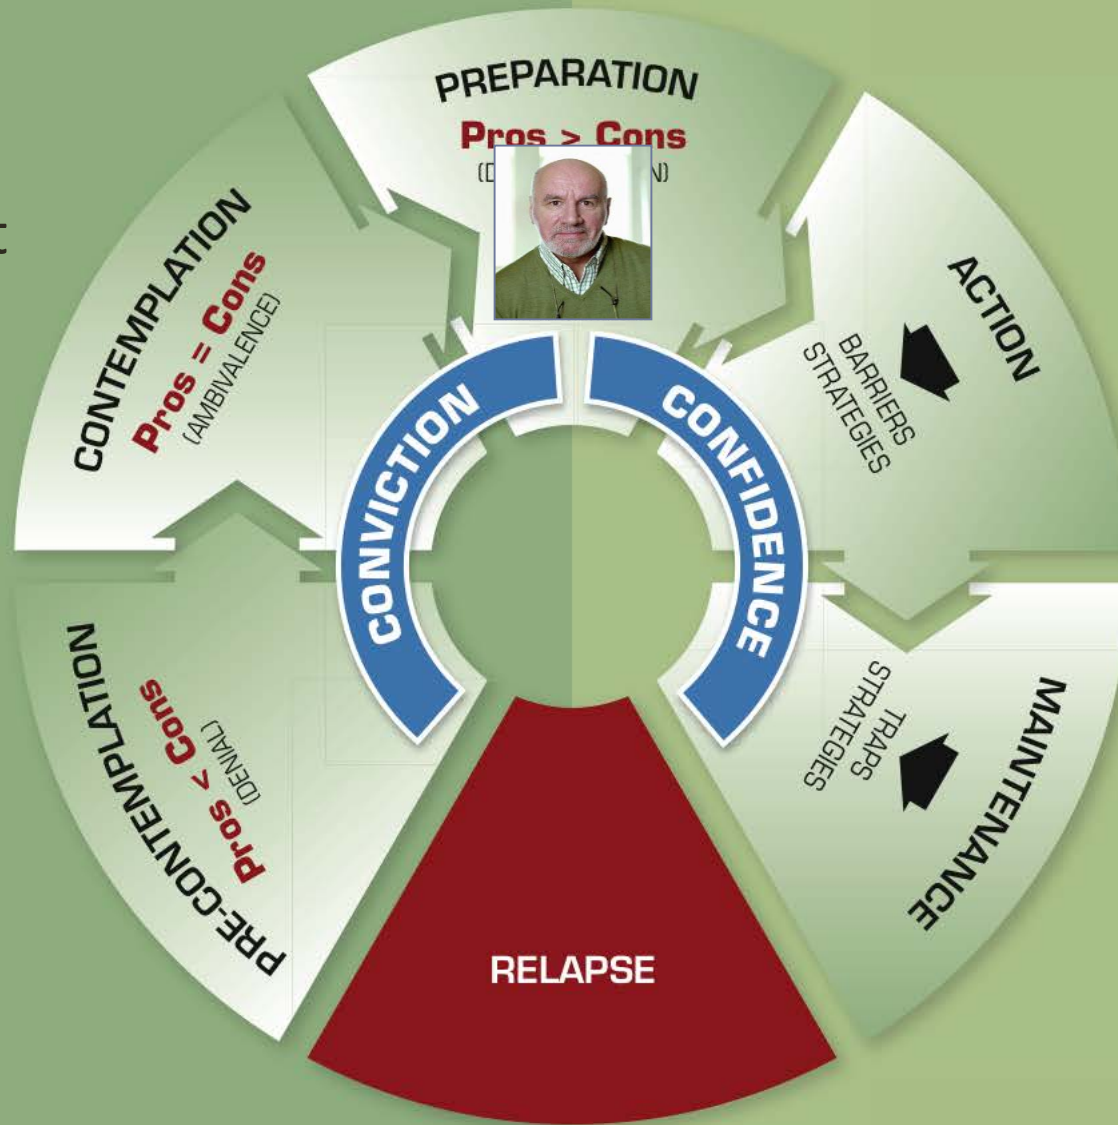 t
PREPARATION
Pros > Cons
CONTEMPLATION
Pros = Cons
(AMBIVALENCE)
ACTION
BARRIERS
STRATEGIES
CONVICTION
CONFIDENCE
PRE-CONTEMPLATION
Pros < Cons
(DENIAL)
TRAPS
STRATEGIES
MAINTENANCE
RELAPSE